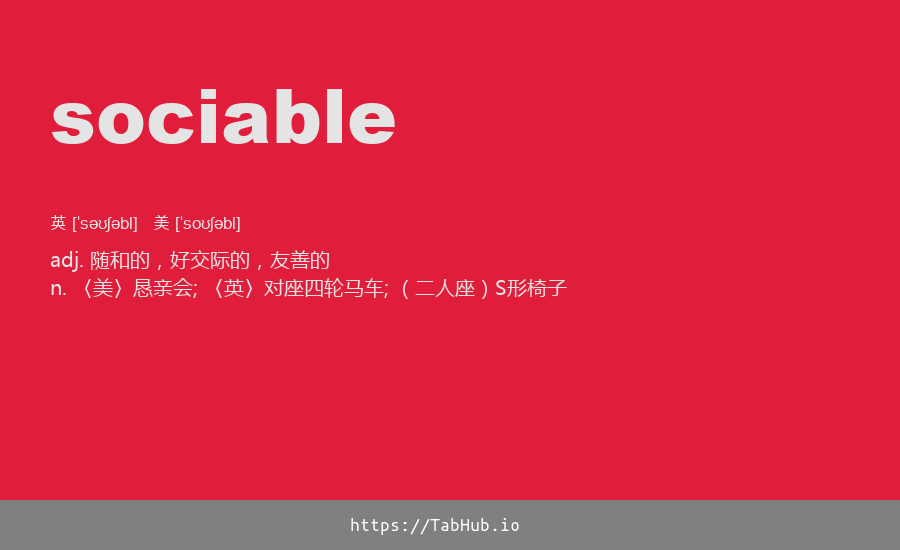 sociable
英 [ˈsəʊʃəbl] 美 [ˈsoʊʃəbl]
adj. 随和的，好交际的，友善的
n. 〈美〉恳亲会; 〈英〉对座四轮马车;（二人座）S形椅子
https://TabHub.io